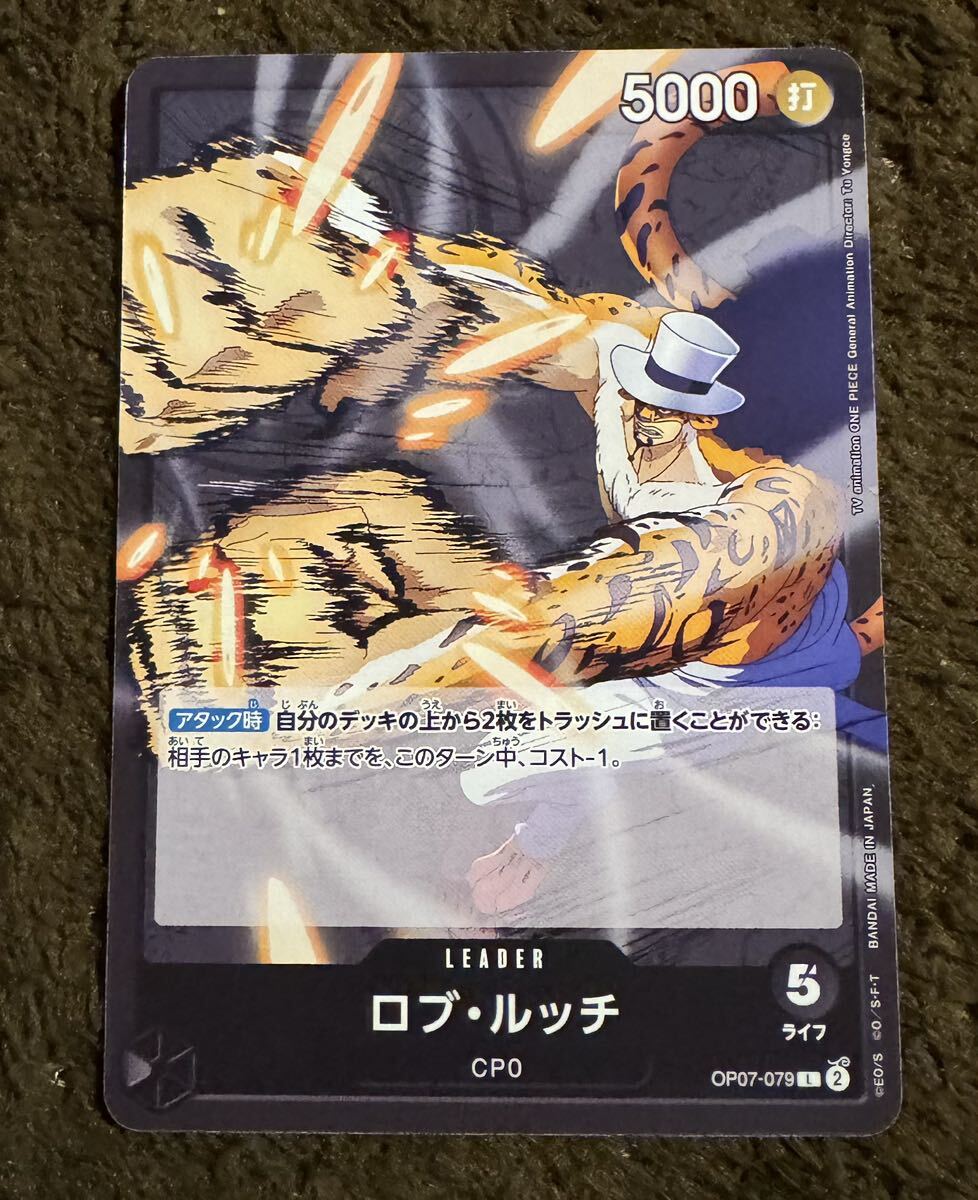 5000 打
TV animation ONE PIECE General Animation Director: Tu Yongce
アタック時 自分のデッキの上から2枚をトラッシュに置くことができる:
相手のキャラ1枚までを、このターン中、コスト-1。
LEADER
ロブ・ルッチ
CP0
5
ライフ
OP07-079 L 2
©EO/S ©O/S・F・T BANDAI MADE IN JAPAN.